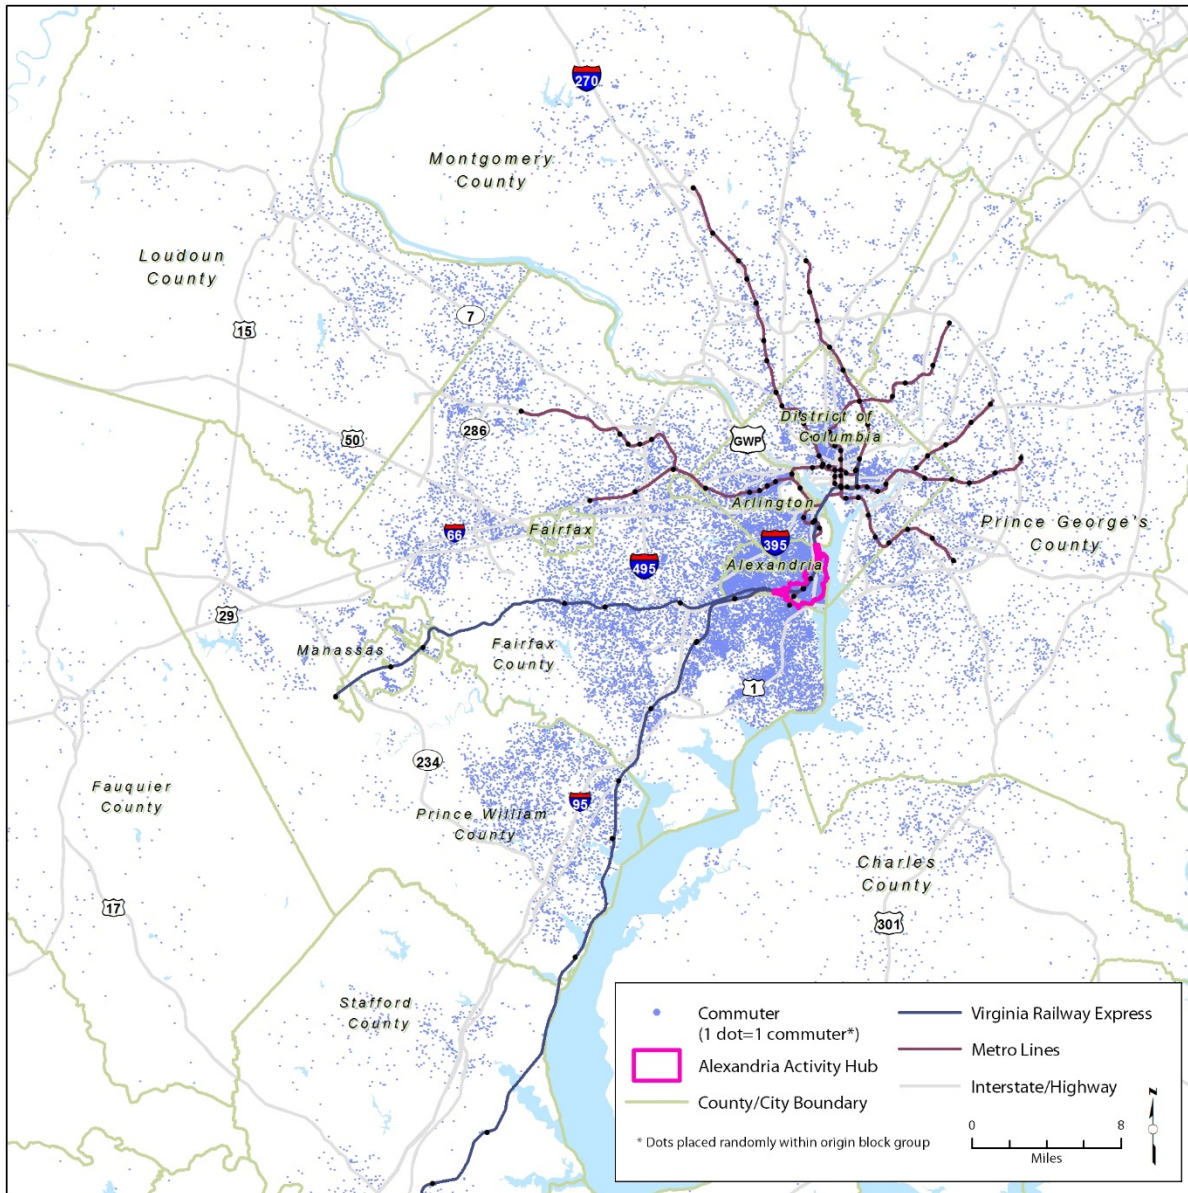 270
Montgomery
County
Loudoun
County
7
15
District of
Columbia
286
50
GWP
Arlington
Prince George's
County
Fairfax
66
395
495
Alexandria
29
Manassas
Fairfax
County
1
234
Fauquier
County
95
Prince William
County
Charles
County
17
301
Stafford
County
Commuter
(1 dot=1 commuter*)
Alexandria Activity Hub
County/City Boundary
* Dots placed randomly within origin block group
Virginia Railway Express
Metro Lines
Interstate/Highway
N
0 8
Miles